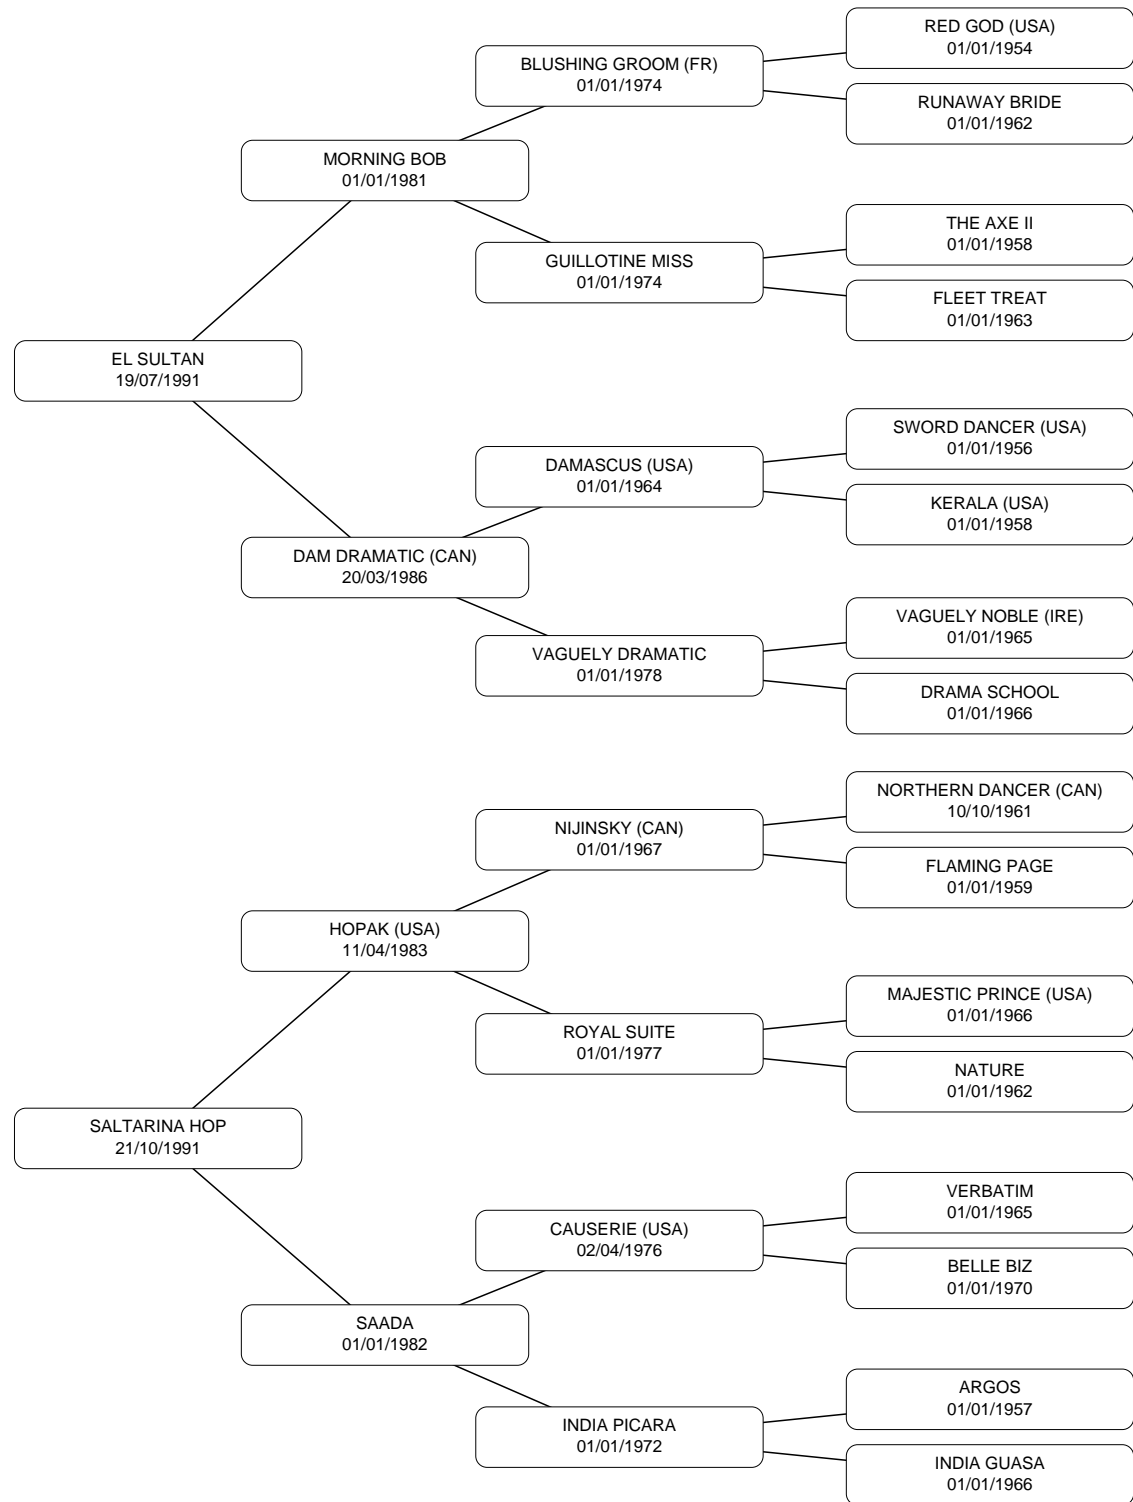 RED GOD (USA)
01/01/1954
BLUSHING GROOM (FR)
01/01/1974
RUNAWAY BRIDE
01/01/1962
MORNING BOB
01/01/1981
THE AXE II
01/01/1958
GUILLOTINE MISS
01/01/1974
FLEET TREAT
01/01/1963
EL SULTAN
19/07/1991
SWORD DANCER (USA)
01/01/1956
DAMASCUS (USA)
01/01/1964
KERALA (USA)
01/01/1958
DAM DRAMATIC (CAN)
20/03/1986
VAGUELY NOBLE (IRE)
01/01/1965
VAGUELY DRAMATIC
01/01/1978
DRAMA SCHOOL
01/01/1966
NORTHERN DANCER (CAN)
10/10/1961
NIJINSKY (CAN)
01/01/1967
FLAMING PAGE
01/01/1959
HOPAK (USA)
11/04/1983
MAJESTIC PRINCE (USA)
01/01/1966
ROYAL SUITE
01/01/1977
NATURE
01/01/1962
SALTARINA HOP
21/10/1991
VERBATIM
01/01/1965
CAUSERIE (USA)
02/04/1976
BELLE BIZ
01/01/1970
SAADA
01/01/1982
ARGOS
01/01/1957
INDIA PICARA
01/01/1972
INDIA GUASA
01/01/1966